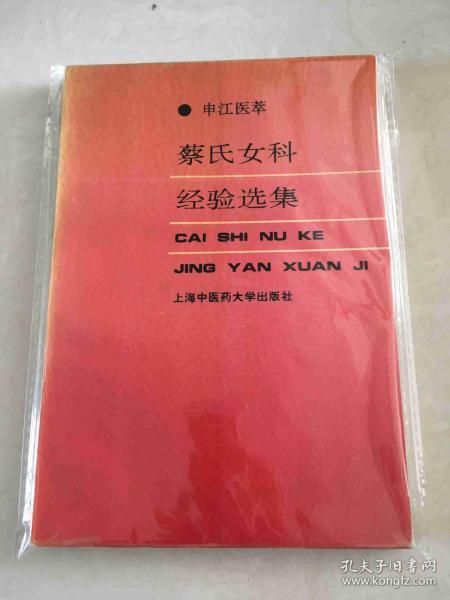 ● 申江医萃
蔡氏女科
经验选集
CAI SHI NU KE
JING YAN XUAN JI
上海中医药大学出版社
孔夫子旧书网
www.kongfz.com